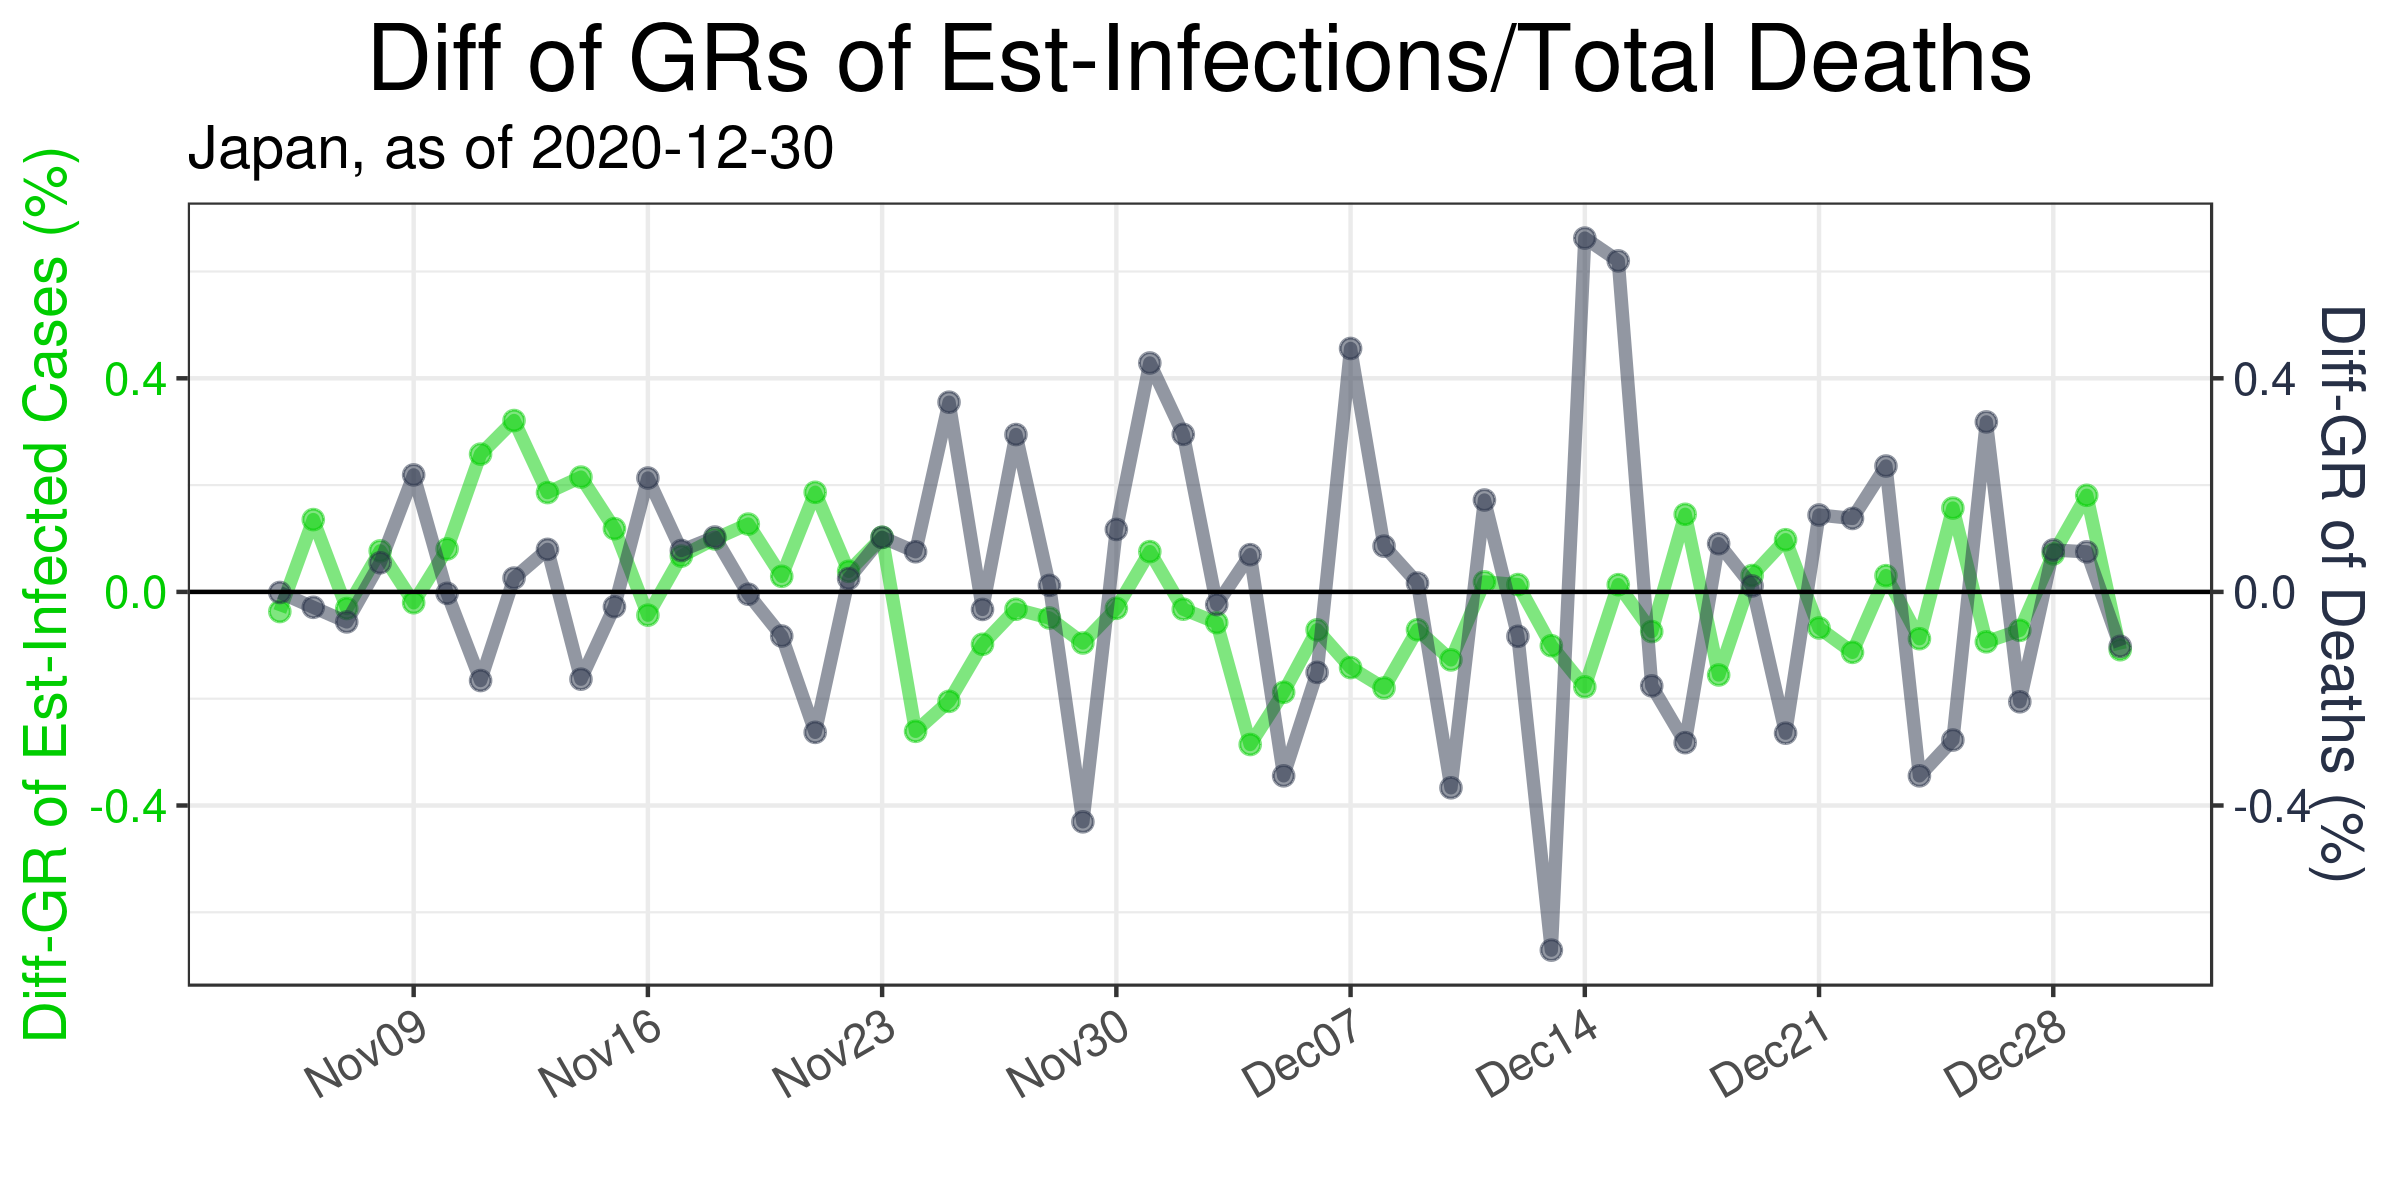 Diff of GRs of Est-Infections/Total Deaths
Japan, as of 2020-12-30
Diff-GR of Est-Infected Cases (%)
0.4
0.0
-0.4
0.4
0.0
-0.4
Diff-GR of Deaths (%)
Nov09
Nov16
Nov23
Nov30
Dec07
Dec14
Dec21
Dec28